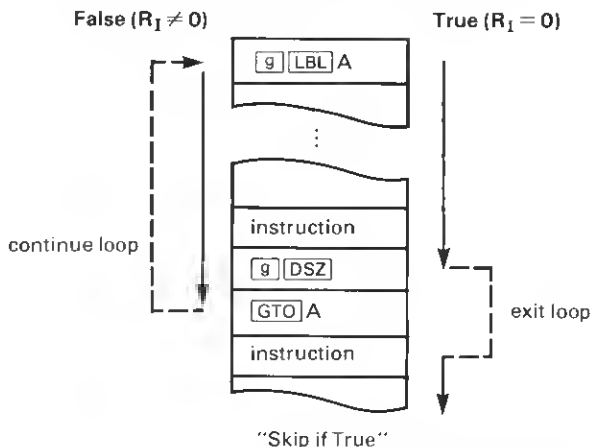 False (R_I ≠ 0)
True (R_I = 0)
g LBL A
⋮
instruction
continue loop
g DSZ
GTO A
exit loop
instruction
"Skip if True"